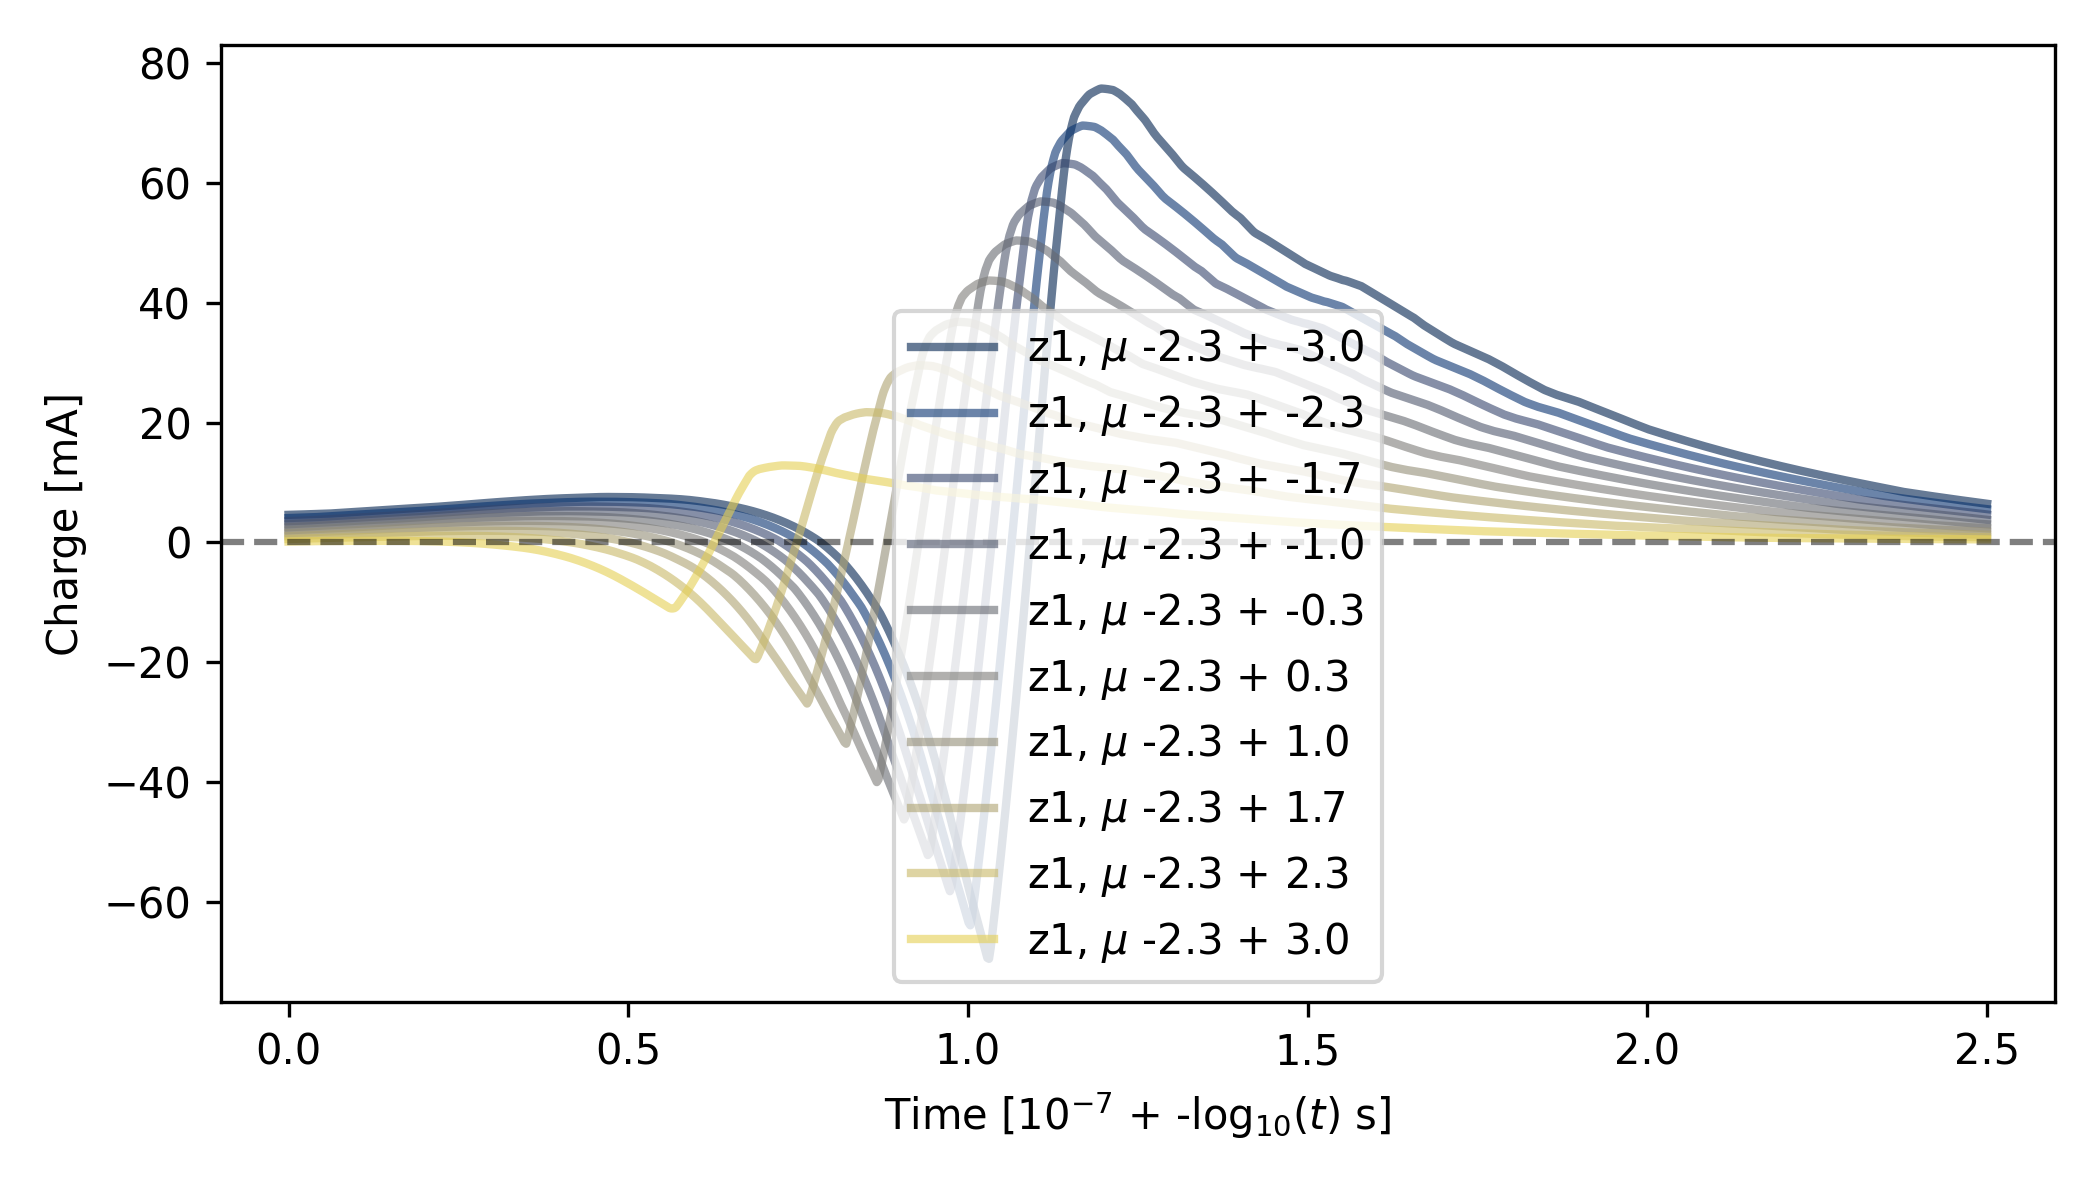 80
60
40
20
0
−20
−40
−60
Charge [mA]
z1, μ -2.3 + -3.0
z1, μ -2.3 + -2.3
z1, μ -2.3 + -1.7
z1, μ -2.3 + -1.0
z1, μ -2.3 + -0.3
z1, μ -2.3 + 0.3
z1, μ -2.3 + 1.0
z1, μ -2.3 + 1.7
z1, μ -2.3 + 2.3
z1, μ -2.3 + 3.0
0.0 0.5 1.0 1.5 2.0 2.5
Time [10⁻⁷ + -log₁₀(t) s]